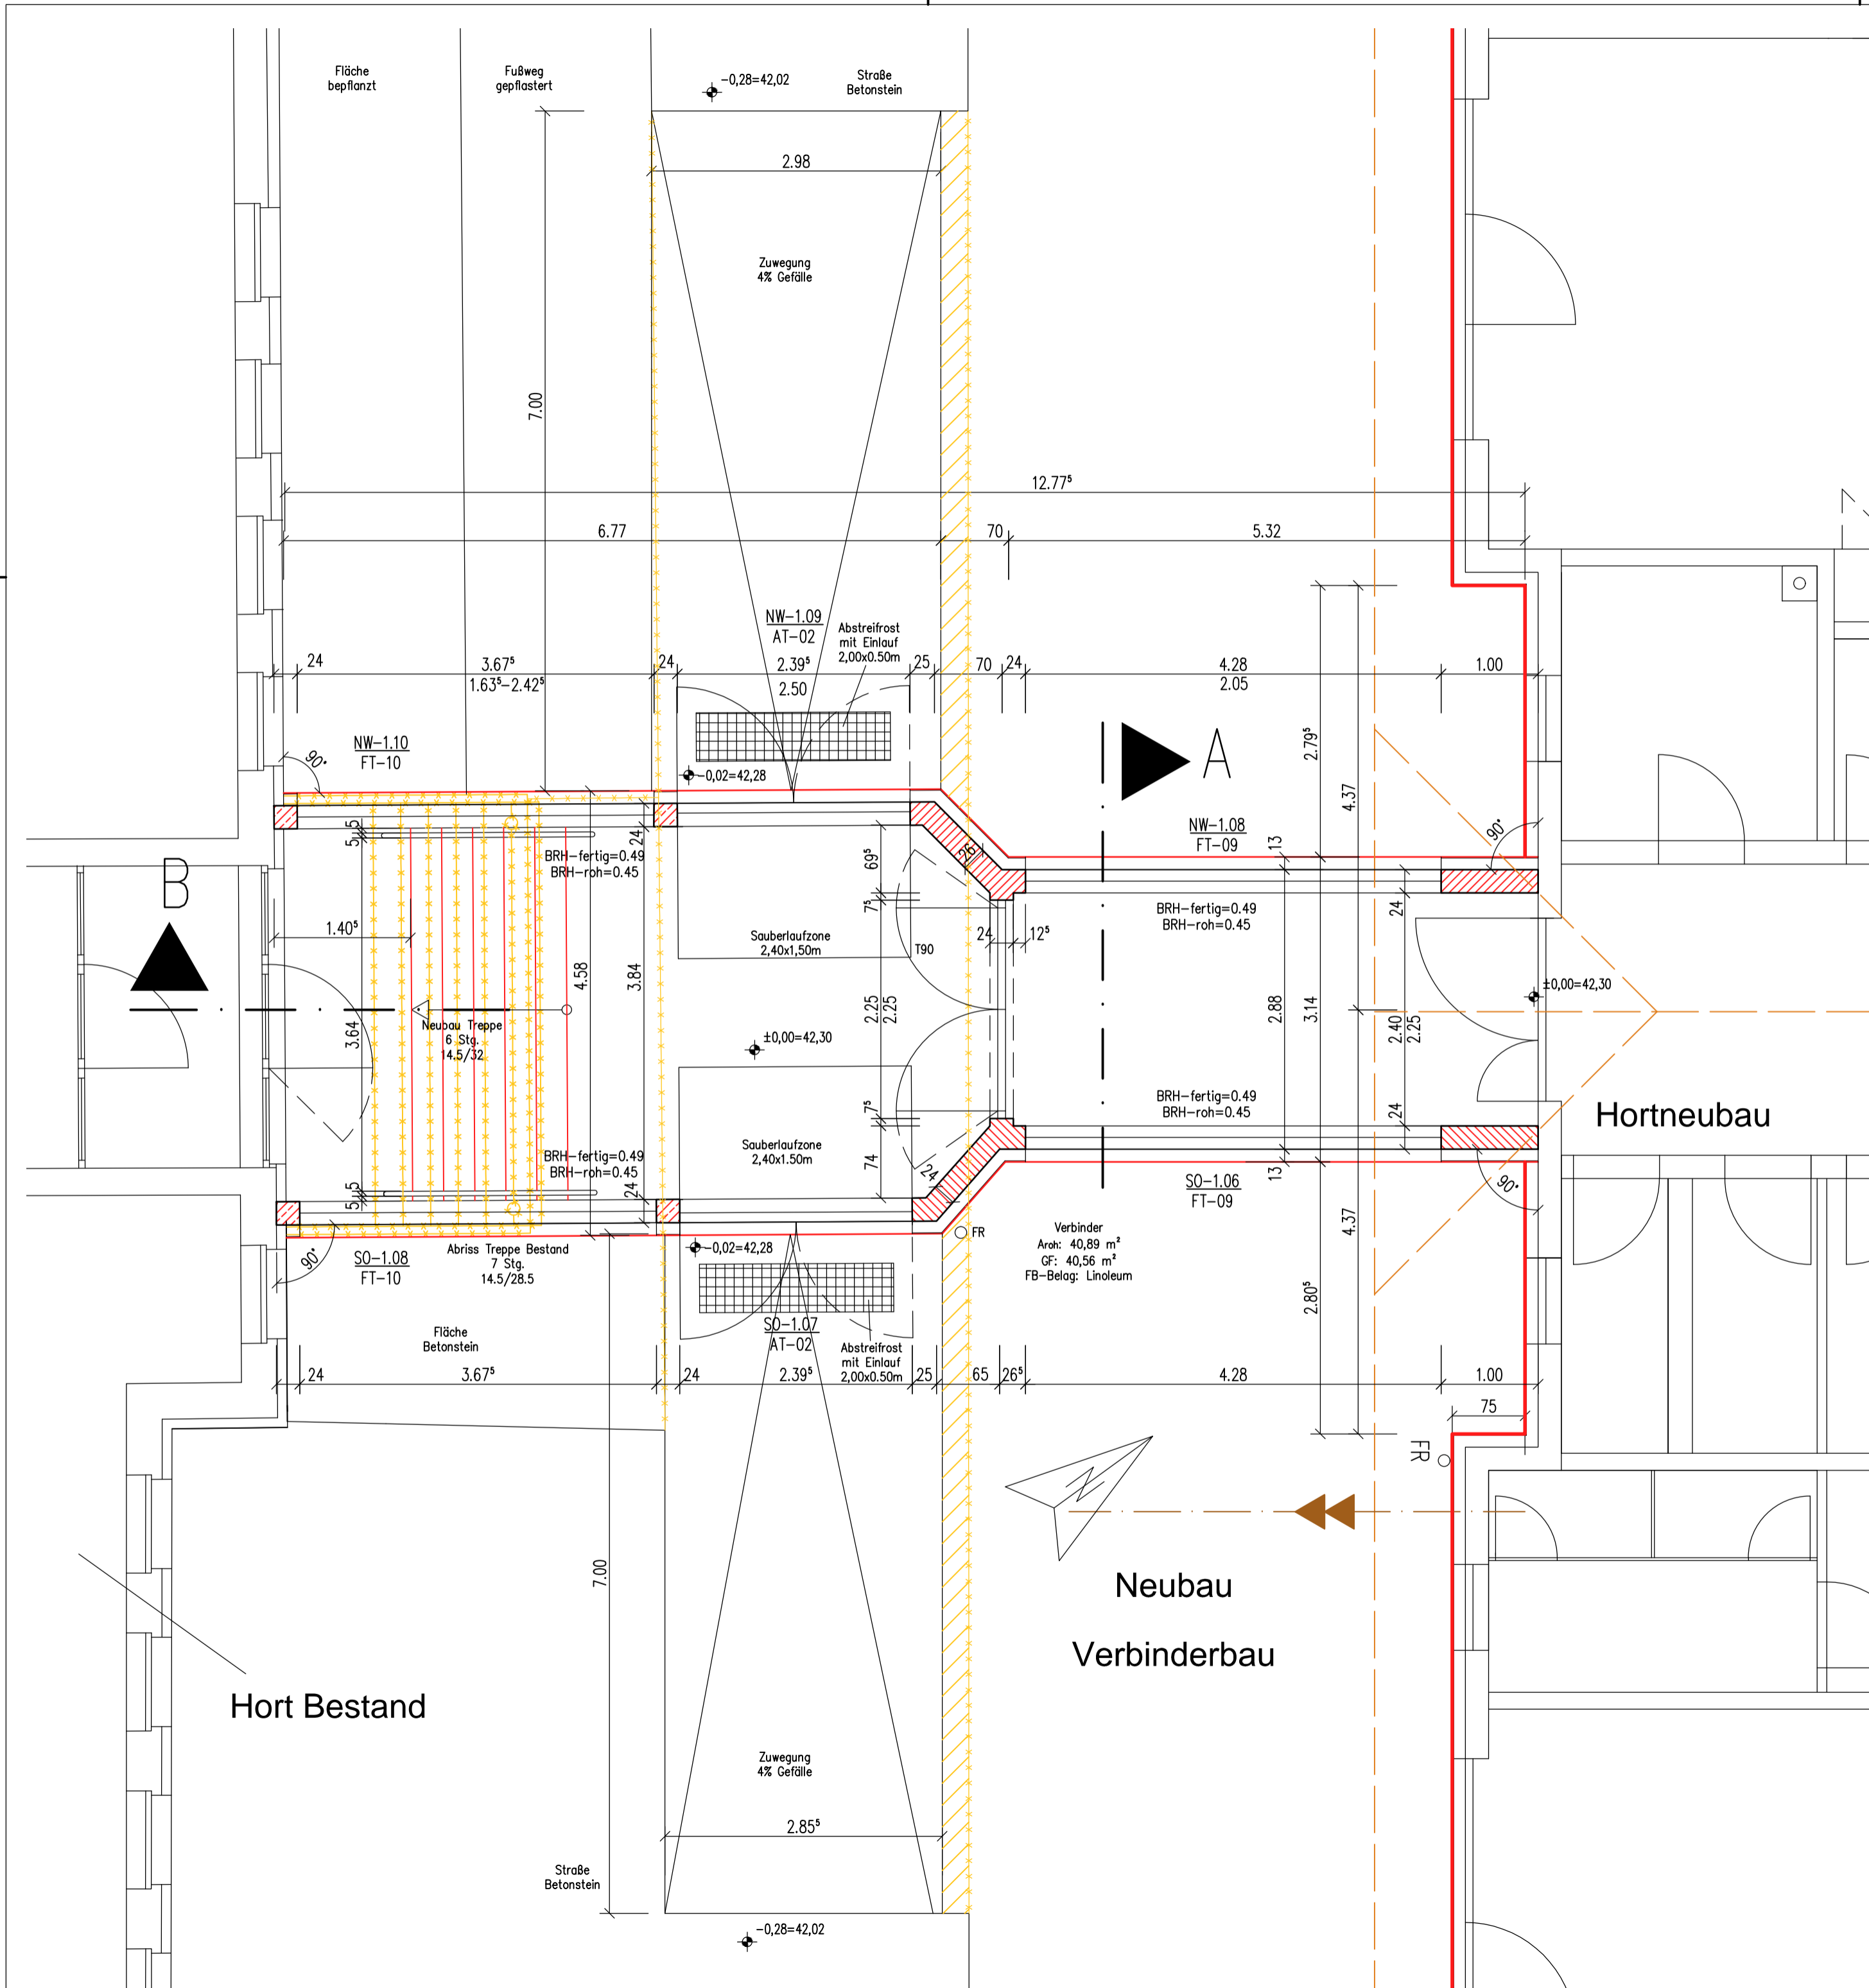 Fläche
bepflanzt
Fußweg
gepflastert
-0,28=42,02
Straße
Betonstein
2.98
Zuwegung
4% Gefälle
7.00
12.77⁵
6.77
70
5.32
NW-1.09
AT-02
Abstreifrost
mit Einlauf
2,00x0.50m
24
3.67⁵
1.63⁵-2.42⁵
24
2.39⁵
2.50
25
70
24
4.28
2.05
1.00
NW-1.10
FT-10
90°
-0,02=42,28
A
2.79⁵
4.37
NW-1.08
FT-09
13
90°
5.5
24
BRH-fertig=0.49
BRH-roh=0.45
69⁵
26
7⁵
B
1.40⁵
Sauberlaufzone
2,40x1,50m
T90
24
12⁵
BRH-fertig=0.49
BRH-roh=0.45
24
4.58
3.84
3.64
2.25
2.25
2.88
3.14
2.40
2.25
±0,00=42,30
Neubau Treppe
6 Stg.
14.5/32
±0,00=42,30
BRH-fertig=0.49
BRH-roh=0.45
Hortneubau
7⁵
24
Sauberlaufzone
2,40x1.50m
BRH-fertig=0.49
BRH-roh=0.45
74
24
5.5
24
13
SO-1.06
FT-09
90°
FR
Verbinder
Aroh: 40,89 m²
GF: 40,56 m²
FB-Belag: Linoleum
4.37
2.80⁵
90°
SO-1.08
FT-10
Abriss Treppe Bestand
7 Stg.
14.5/28.5
-0,02=42,28
SO-1.07
AT-02
Abstreifrost
mit Einlauf
2,00x0.50m
Fläche
Betonstein
24
3.67⁵
24
2.39⁵
25
65
26⁵
4.28
1.00
75
FR
N
7.00
Neubau
Verbinderbau
Hort Bestand
Zuwegung
4% Gefälle
2.85⁵
Straße
Betonstein
-0,28=42,02